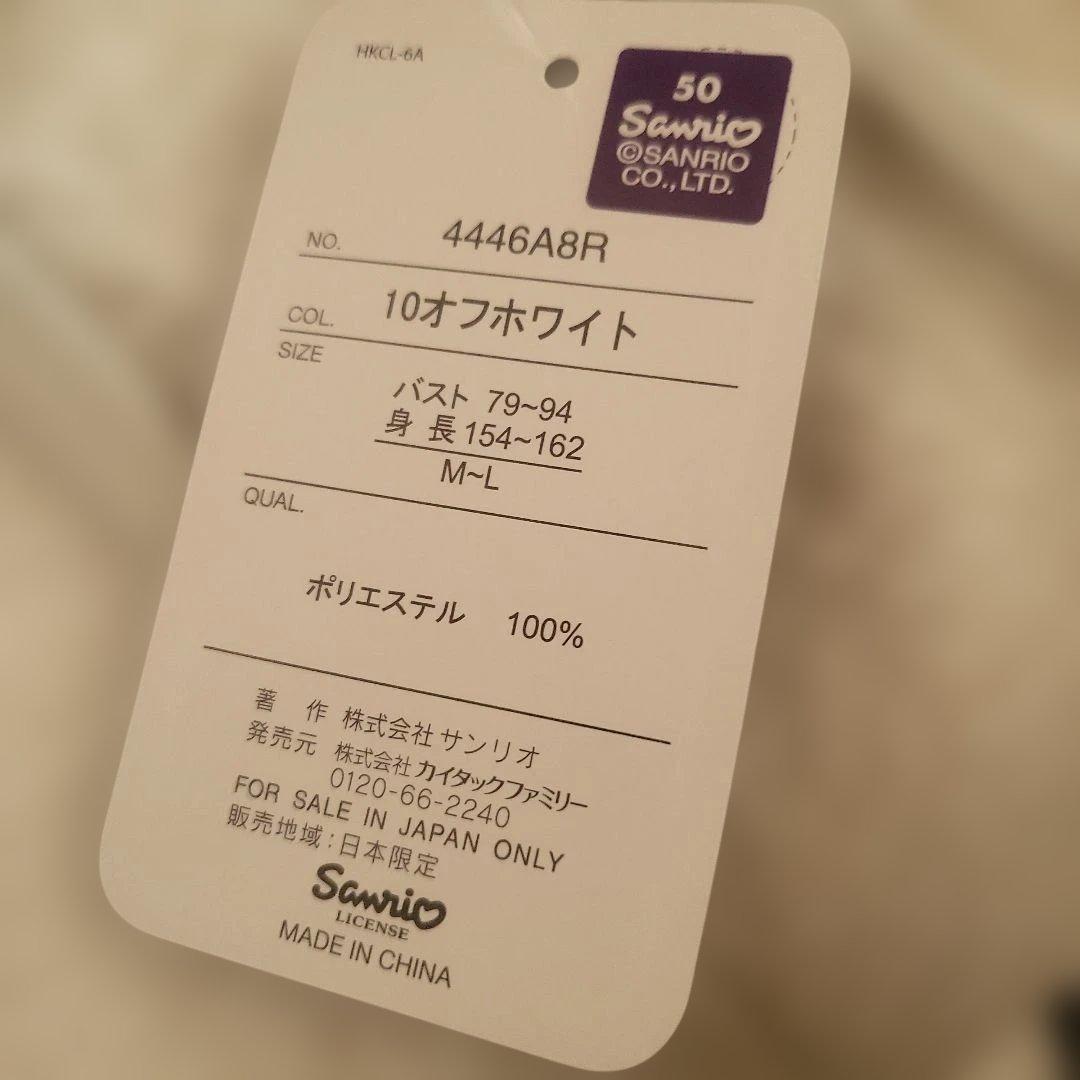 HKCL-6A
50
Sanrio
©SANRIO
CO.,LTD.
NO. 4446A8R
COL. 10オフホワイト
SIZE
バスト 79~94
身 長 154~162
M~L
QUAL.
ポリエステル 100%
著 作 株式会社サンリオ
発売元 株式会社カイタックファミリー
0120-66-2240
FOR SALE IN JAPAN ONLY
販売地域:日本限定
Sanrio
LICENSE
MADE IN CHINA